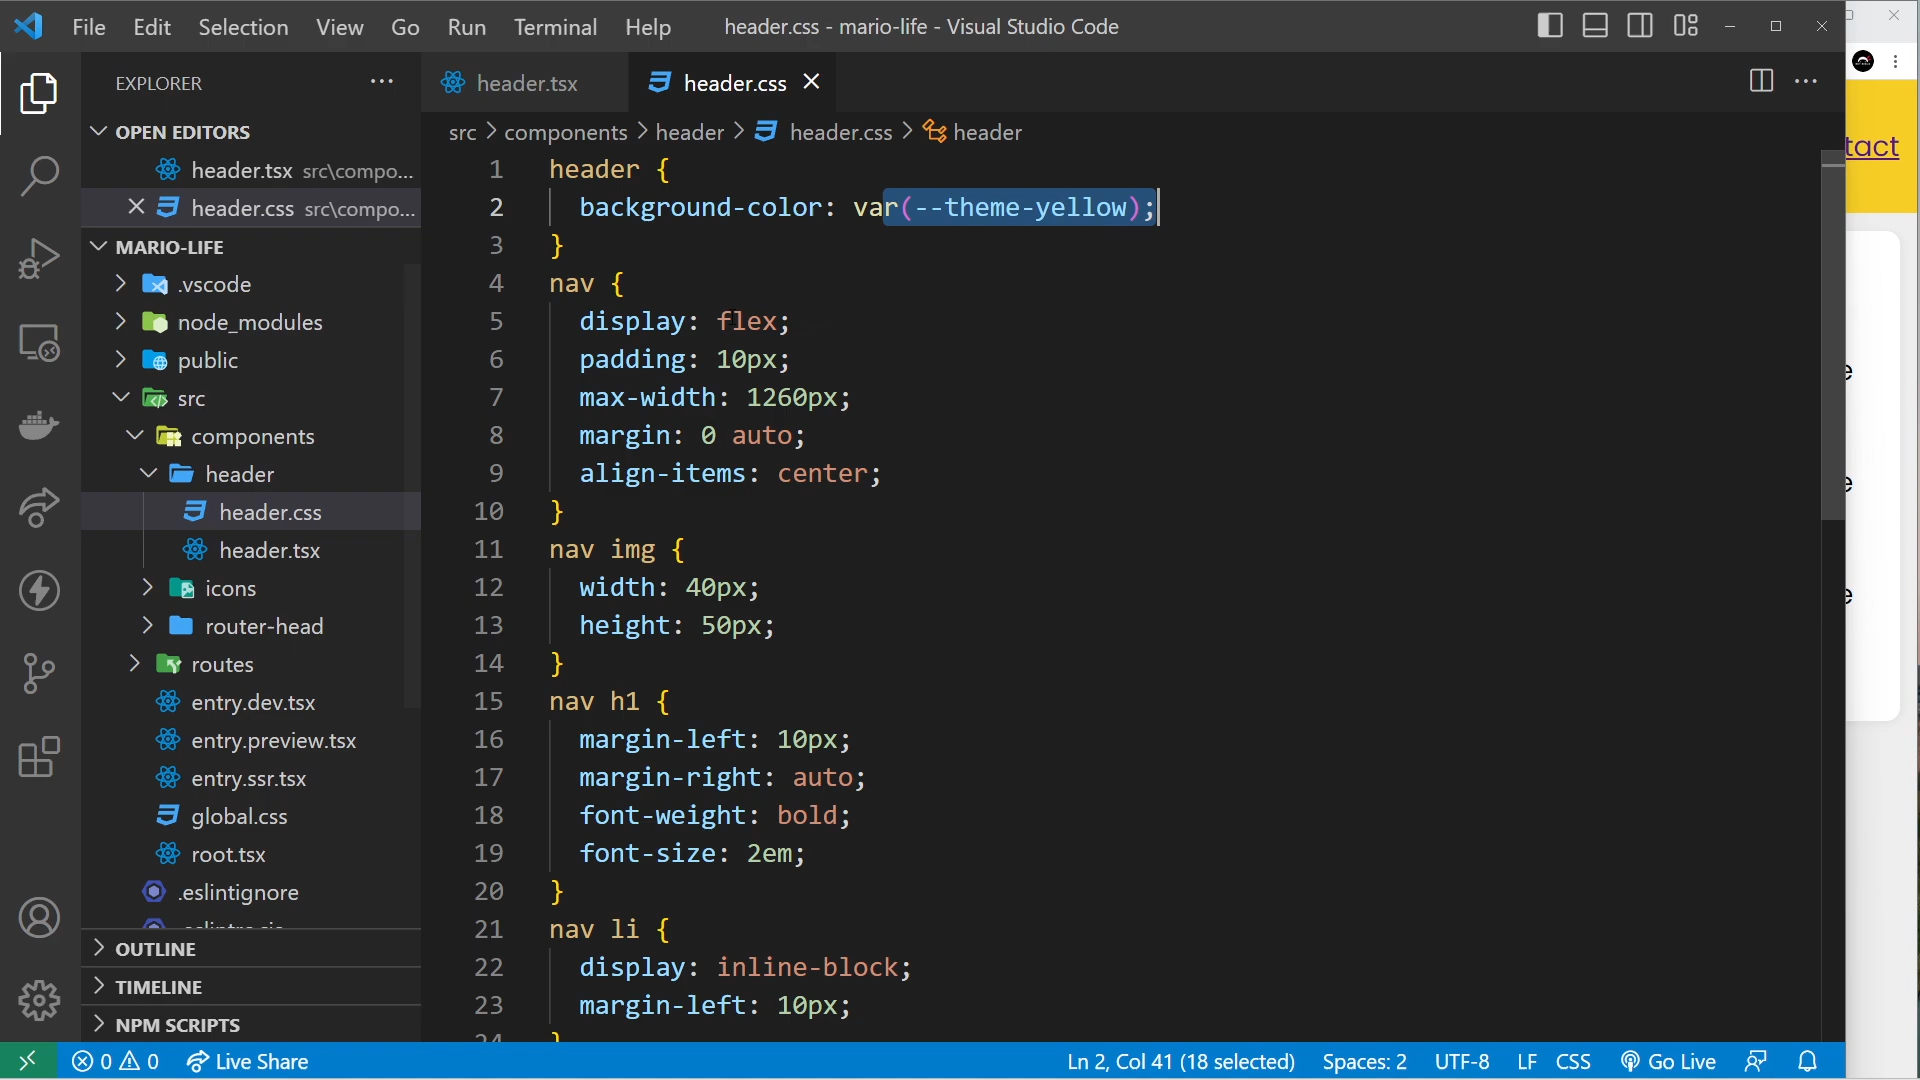 File Edit Selection View Go Run Terminal Help
header.css - mario-life - Visual Studio Code
EXPLORER
OPEN EDITORS
header.tsx src\compo...
header.css src\compo...
MARIO-LIFE
.vscode
node_modules
public
src
components
header
header.css
header.tsx
icons
router-head
routes
entry.dev.tsx
entry.preview.tsx
entry.ssr.tsx
global.css
root.tsx
.eslintignore
OUTLINE
TIMELINE
NPM SCRIPTS
header.tsx
header.css
src > components > header > header.css > header
1 header {
2 background-color: var(--theme-yellow);
3 }
4 nav {
5 display: flex;
6 padding: 10px;
7 max-width: 1260px;
8 margin: 0 auto;
9 align-items: center;
10 }
11 nav img {
12 width: 40px;
13 height: 50px;
14 }
15 nav h1 {
16 margin-left: 10px;
17 margin-right: auto;
18 font-weight: bold;
19 font-size: 2em;
20 }
21 nav li {
22 display: inline-block;
23 margin-left: 10px;
24 }
tact
e
e
e
0 0 Live Share
Ln 2, Col 41 (18 selected) Spaces: 2 UTF-8 LF CSS Go Live